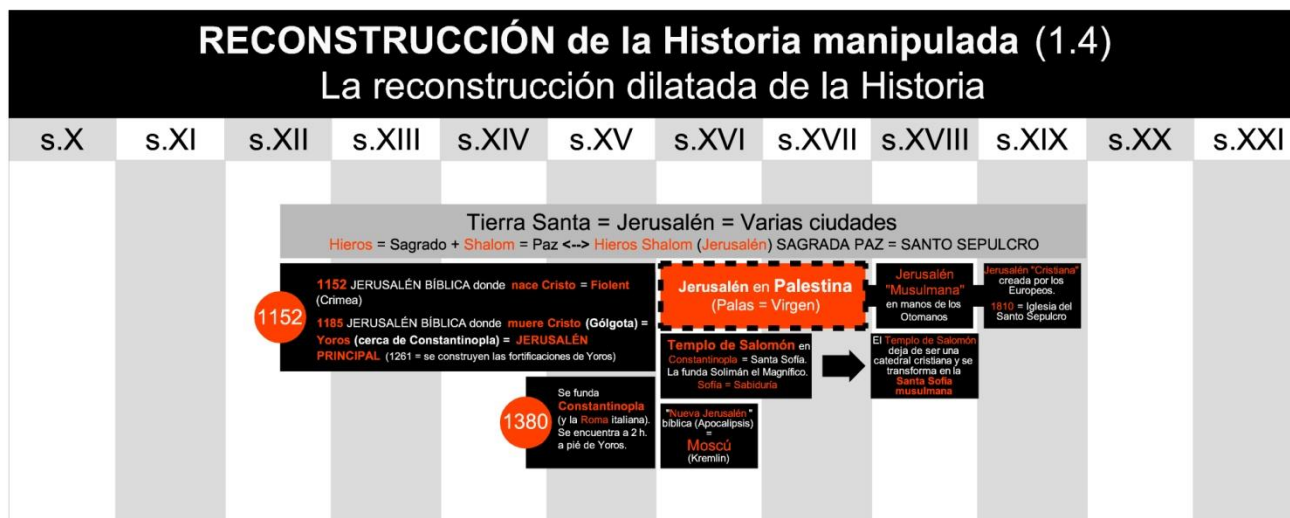 RECONSTRUCCIÓN de la Historia manipulada (1.4)
La reconstrucción dilatada de la Historia
s.X s.XI s.XII s.XIII s.XIV s.XV s.XVI s.XVII s.XVIII s.XIX s.XX s.XXI
Tierra Santa = Jerusalén = Varias ciudades
Hieros = Sagrado + Shalom = Paz <--> Hieros Shalom (Jerusalén) SAGRADA PAZ = SANTO SEPULCRO
1152
1152 JERUSALÉN BÍBLICA donde nace Cristo = Fiolent
(Crimea)
1185 JERUSALÉN BÍBLICA donde muere Cristo (Gólgota) =
Yoros (cerca de Constantinopla) = JERUSALÉN
PRINCIPAL (1261 = se construyen las fortificaciones de Yoros)
Jerusalén en Palestina
(Palas = Virgen)
Jerusalén
"Musulmana"
en manos de los
Otomanos
Jerusalén "Cristiana"
creada por los
Europeos.
1810 = Iglesia del
Santo Sepulcro
Templo de Salomón en
Constantinopla = Santa Sofía.
La funda Solimán el Magnífico.
Sofía = Sabiduría
El Templo de Salomón
deja de ser una
catedral cristiana y se
transforma en la
Santa Sofía
musulmana
1380
Se funda
Constantinopla
(y la Roma italiana).
Se encuentra a 2 h.
a pié de Yoros.
"Nueva Jerusalén "
bíblica (Apocalipsis)
=
Moscú
(Kremlin)